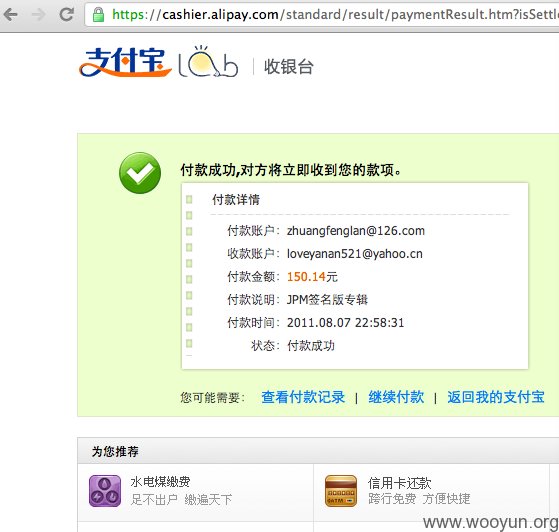 https://cashier.alipay.com/standard/result/paymentResult.htm?isSettle
支付宝 lab | 收银台
付款成功,对方将立即收到您的款项。
付款详情
付款账户： zhuangfenglan@126.com
收款账户： loveyanan521@yahoo.cn
付款金额： 150.14元
付款说明： JPM签名版专辑
付款时间： 2011.08.07 22:58:31
状态： 付款成功
您可能需要： 查看付款记录 | 继续付款 | 返回我的支付宝
为您推荐
水电煤缴费
足不出户 缴遍天下
信用卡还款
跨行免费 方便快捷
www.wooyun.org